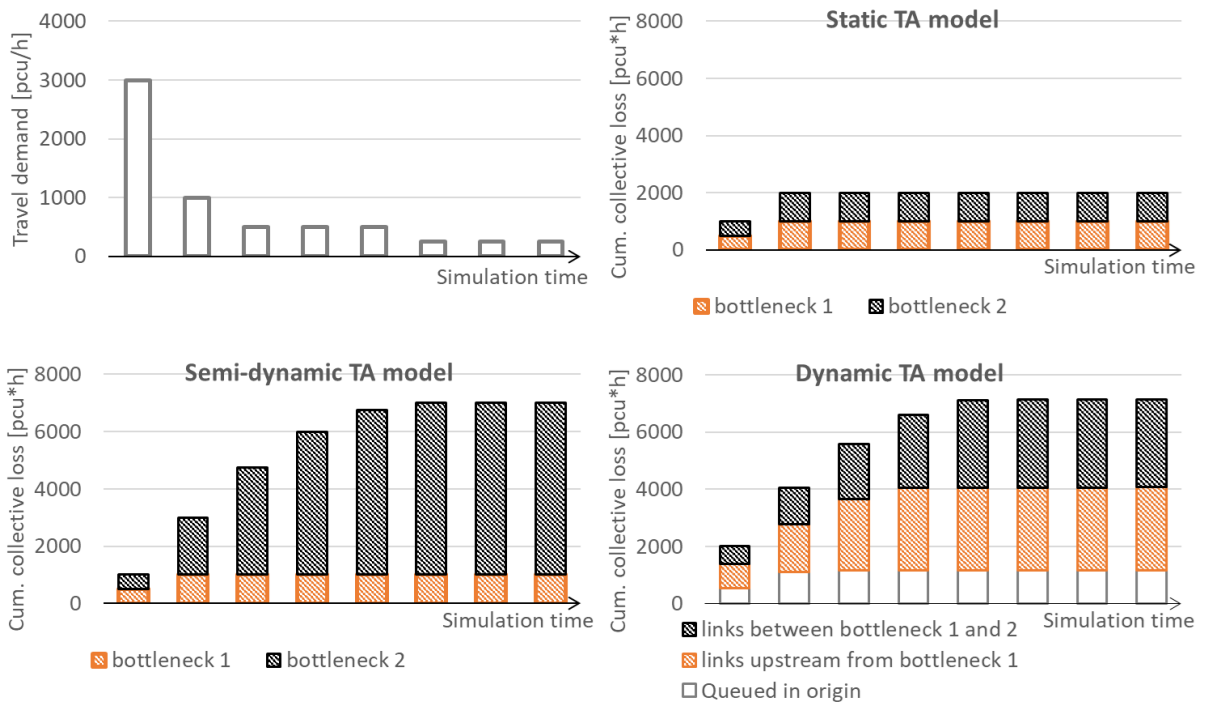 Travel demand [pcu/h]
4000
3000
2000
1000
0
Simulation time
Static TA model
Cum. collective loss [pcu*h]
8000
6000
4000
2000
0
Simulation time
bottleneck 1
bottleneck 2
Semi-dynamic TA model
Cum. collective loss [pcu*h]
8000
6000
4000
2000
0
Simulation time
bottleneck 1
bottleneck 2
Dynamic TA model
Cum. collective loss [pcu*h]
8000
6000
4000
2000
0
Simulation time
links between bottleneck 1 and 2
links upstream from bottleneck 1
Queued in origin